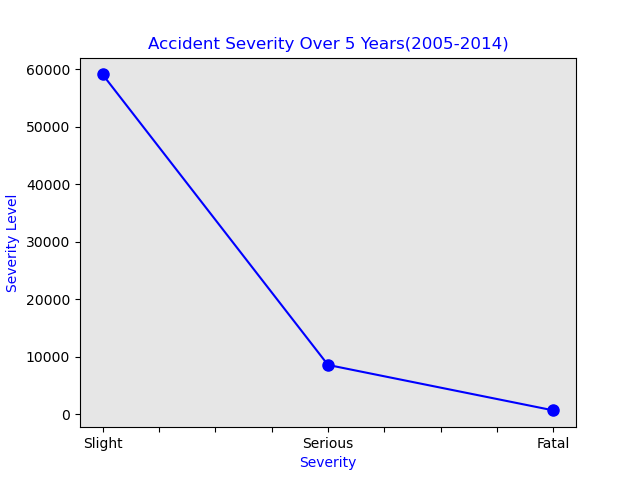 Accident Severity Over 5 Years(2005-2014)
60000
50000
40000
30000
20000
10000
0
Severity Level
Slight Serious Fatal
Severity